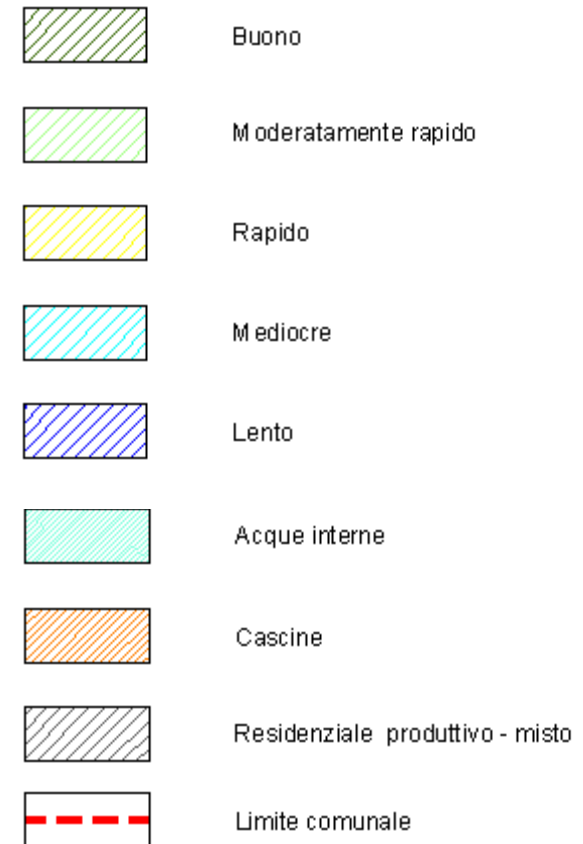 Buono
Moderatamente rapido
Rapido
Mediocre
Lento
Acque interne
Cascine
Residenziale produttivo - misto
Limite comunale